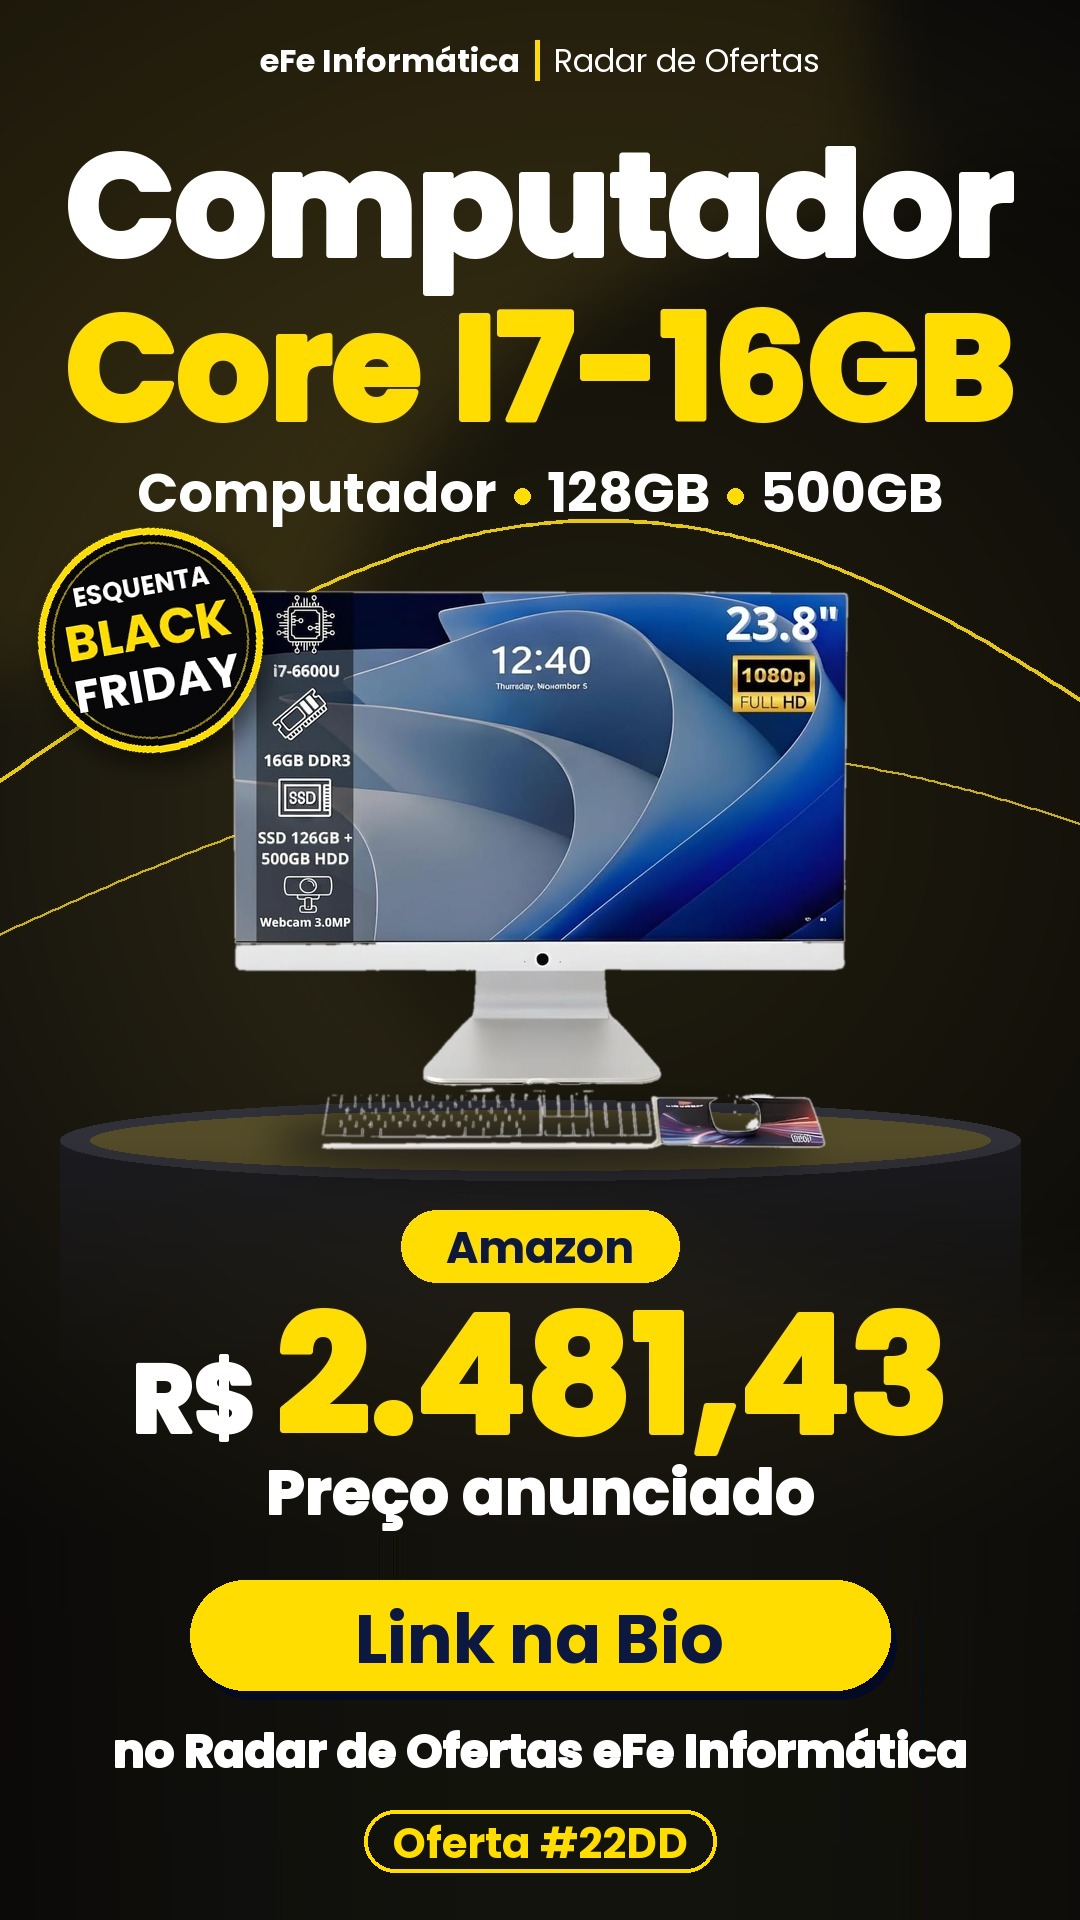 eFe Informática | Radar de Ofertas
Computador
Core I7-16GB
Computador • 128GB • 500GB
ESQUENTA
BLACK
FRIDAY
i7-6600U
16GB DDR3
SSD
SSD 126GB +
500GB HDD
Webcam 3.0MP
12:40
23.8"
1080p
FULL HD
Amazon
R$ 2.481,43
Preço anunciado
Link na Bio
no Radar de Ofertas eFe Informática
Oferta #22DD